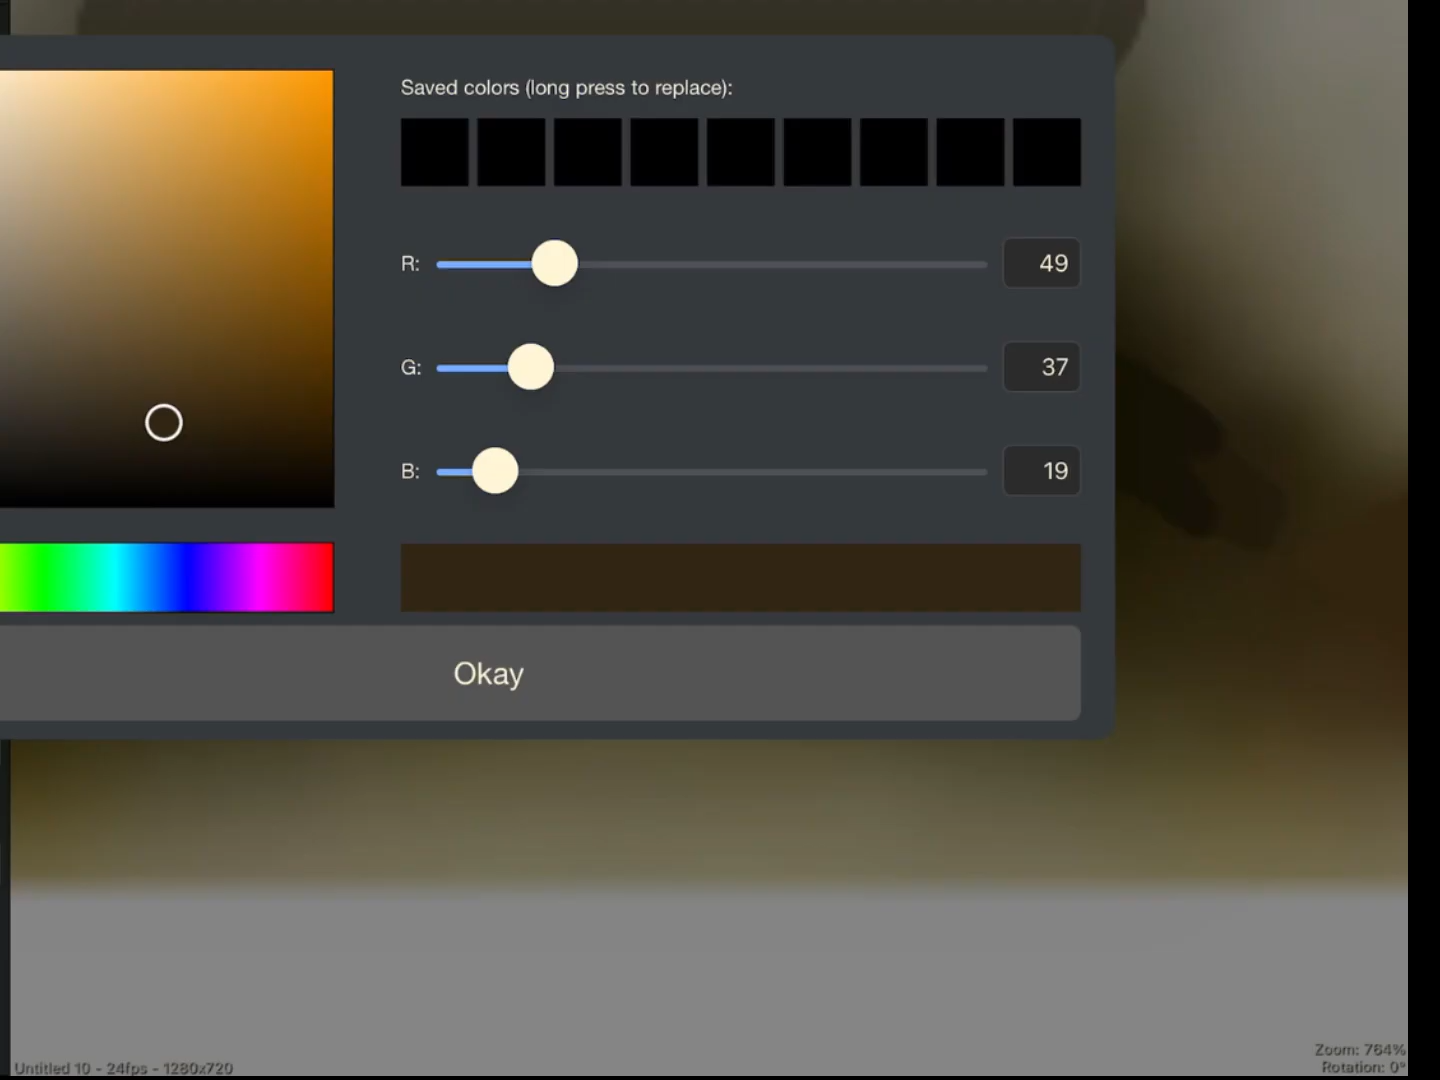 Saved colors (long press to replace):
R: 49
G: 37
B: 19
Okay
Zoom: 764%
Untitled 10 - 24fps - 1280x720
Rotation: 0°